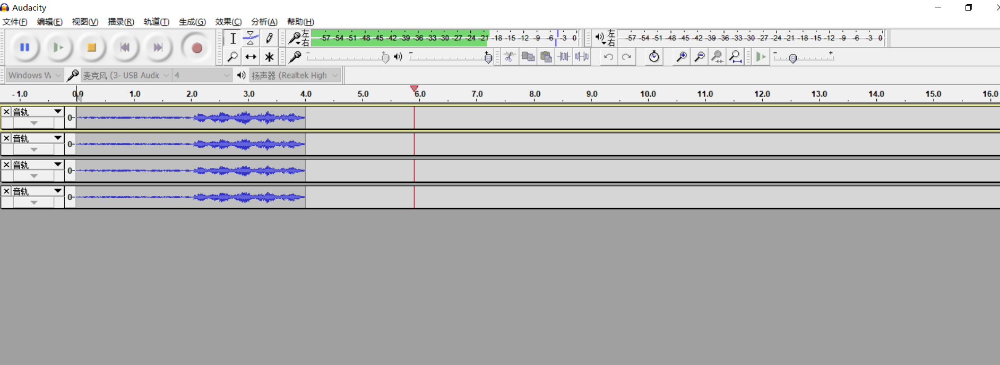 Audacity
文件(F) 编辑(E) 视图(V) 播录(R) 轨道(T) 生成(G) 效果(C) 分析(A) 帮助(H)
左 -57 -54 -51 -48 -45 -42 -39 -36 -33 -30 -27 -24 -21 -18 -15 -12 -9 -6 -3 0 左 -57 -54 -51 -48 -45 -42 -39 -36 -33 -30 -27 -24 -21 -18 -15 -12 -9 -6 -3 0
右 右
- + - + - +
Windows W 麦克风 (3- USB Audic 4 扬声器 (Realtek High
- 1.0 0.0 1.0 2.0 3.0 4.0 5.0 6.0 7.0 8.0 9.0 10.0 11.0 12.0 13.0 14.0 15.0 16.0
音轨 0-
音轨 0-
音轨 0-
音轨 0-